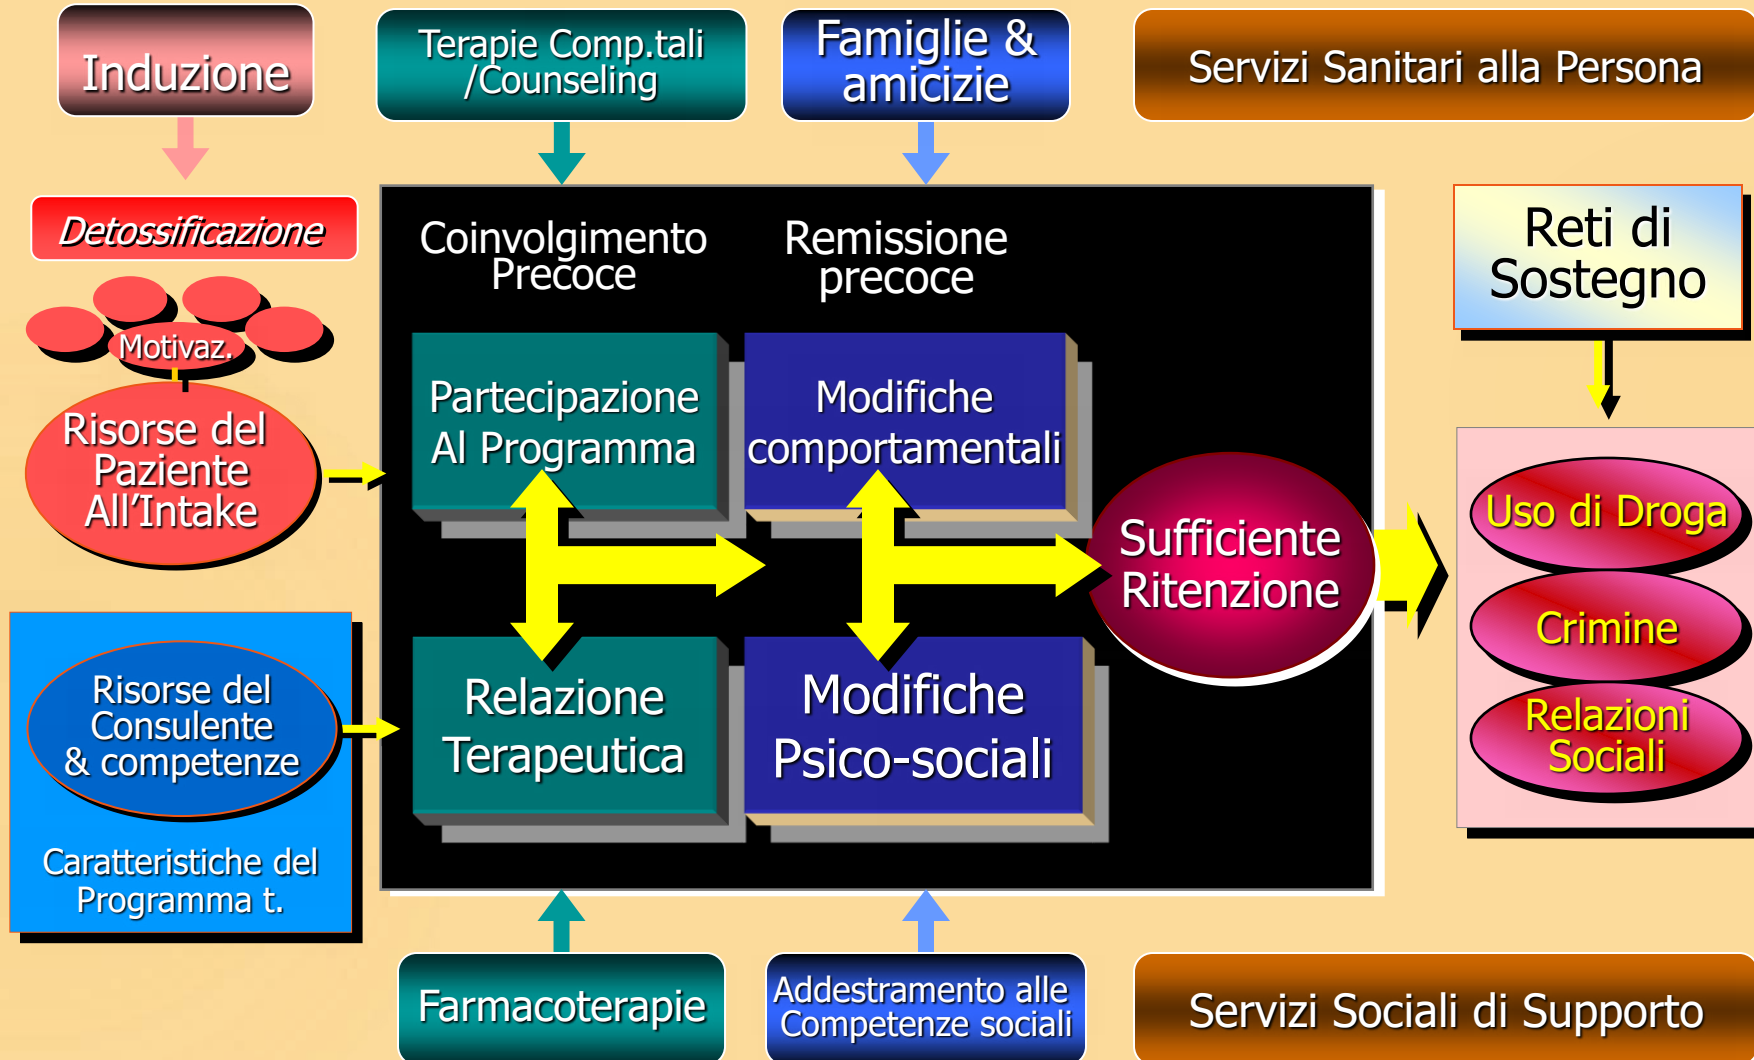 Induzione
Terapie Comp.tali
/Counseling
Famiglie &
amicizie
Servizi Sanitari alla Persona
Detossificazione
Motivaz.
Risorse del
Paziente
All'Intake
Risorse del
Consulente
& competenze
Caratteristiche del
Programma t.
Coinvolgimento
Precoce
Remissione
precoce
Partecipazione
Al Programma
Modifiche
comportamentali
Relazione
Terapeutica
Modifiche
Psico-sociali
Sufficiente
Ritenzione
Reti di
Sostegno
Uso di Droga
Crimine
Relazioni
Sociali
Farmacoterapie
Addestramento alle
Competenze sociali
Servizi Sociali di Supporto